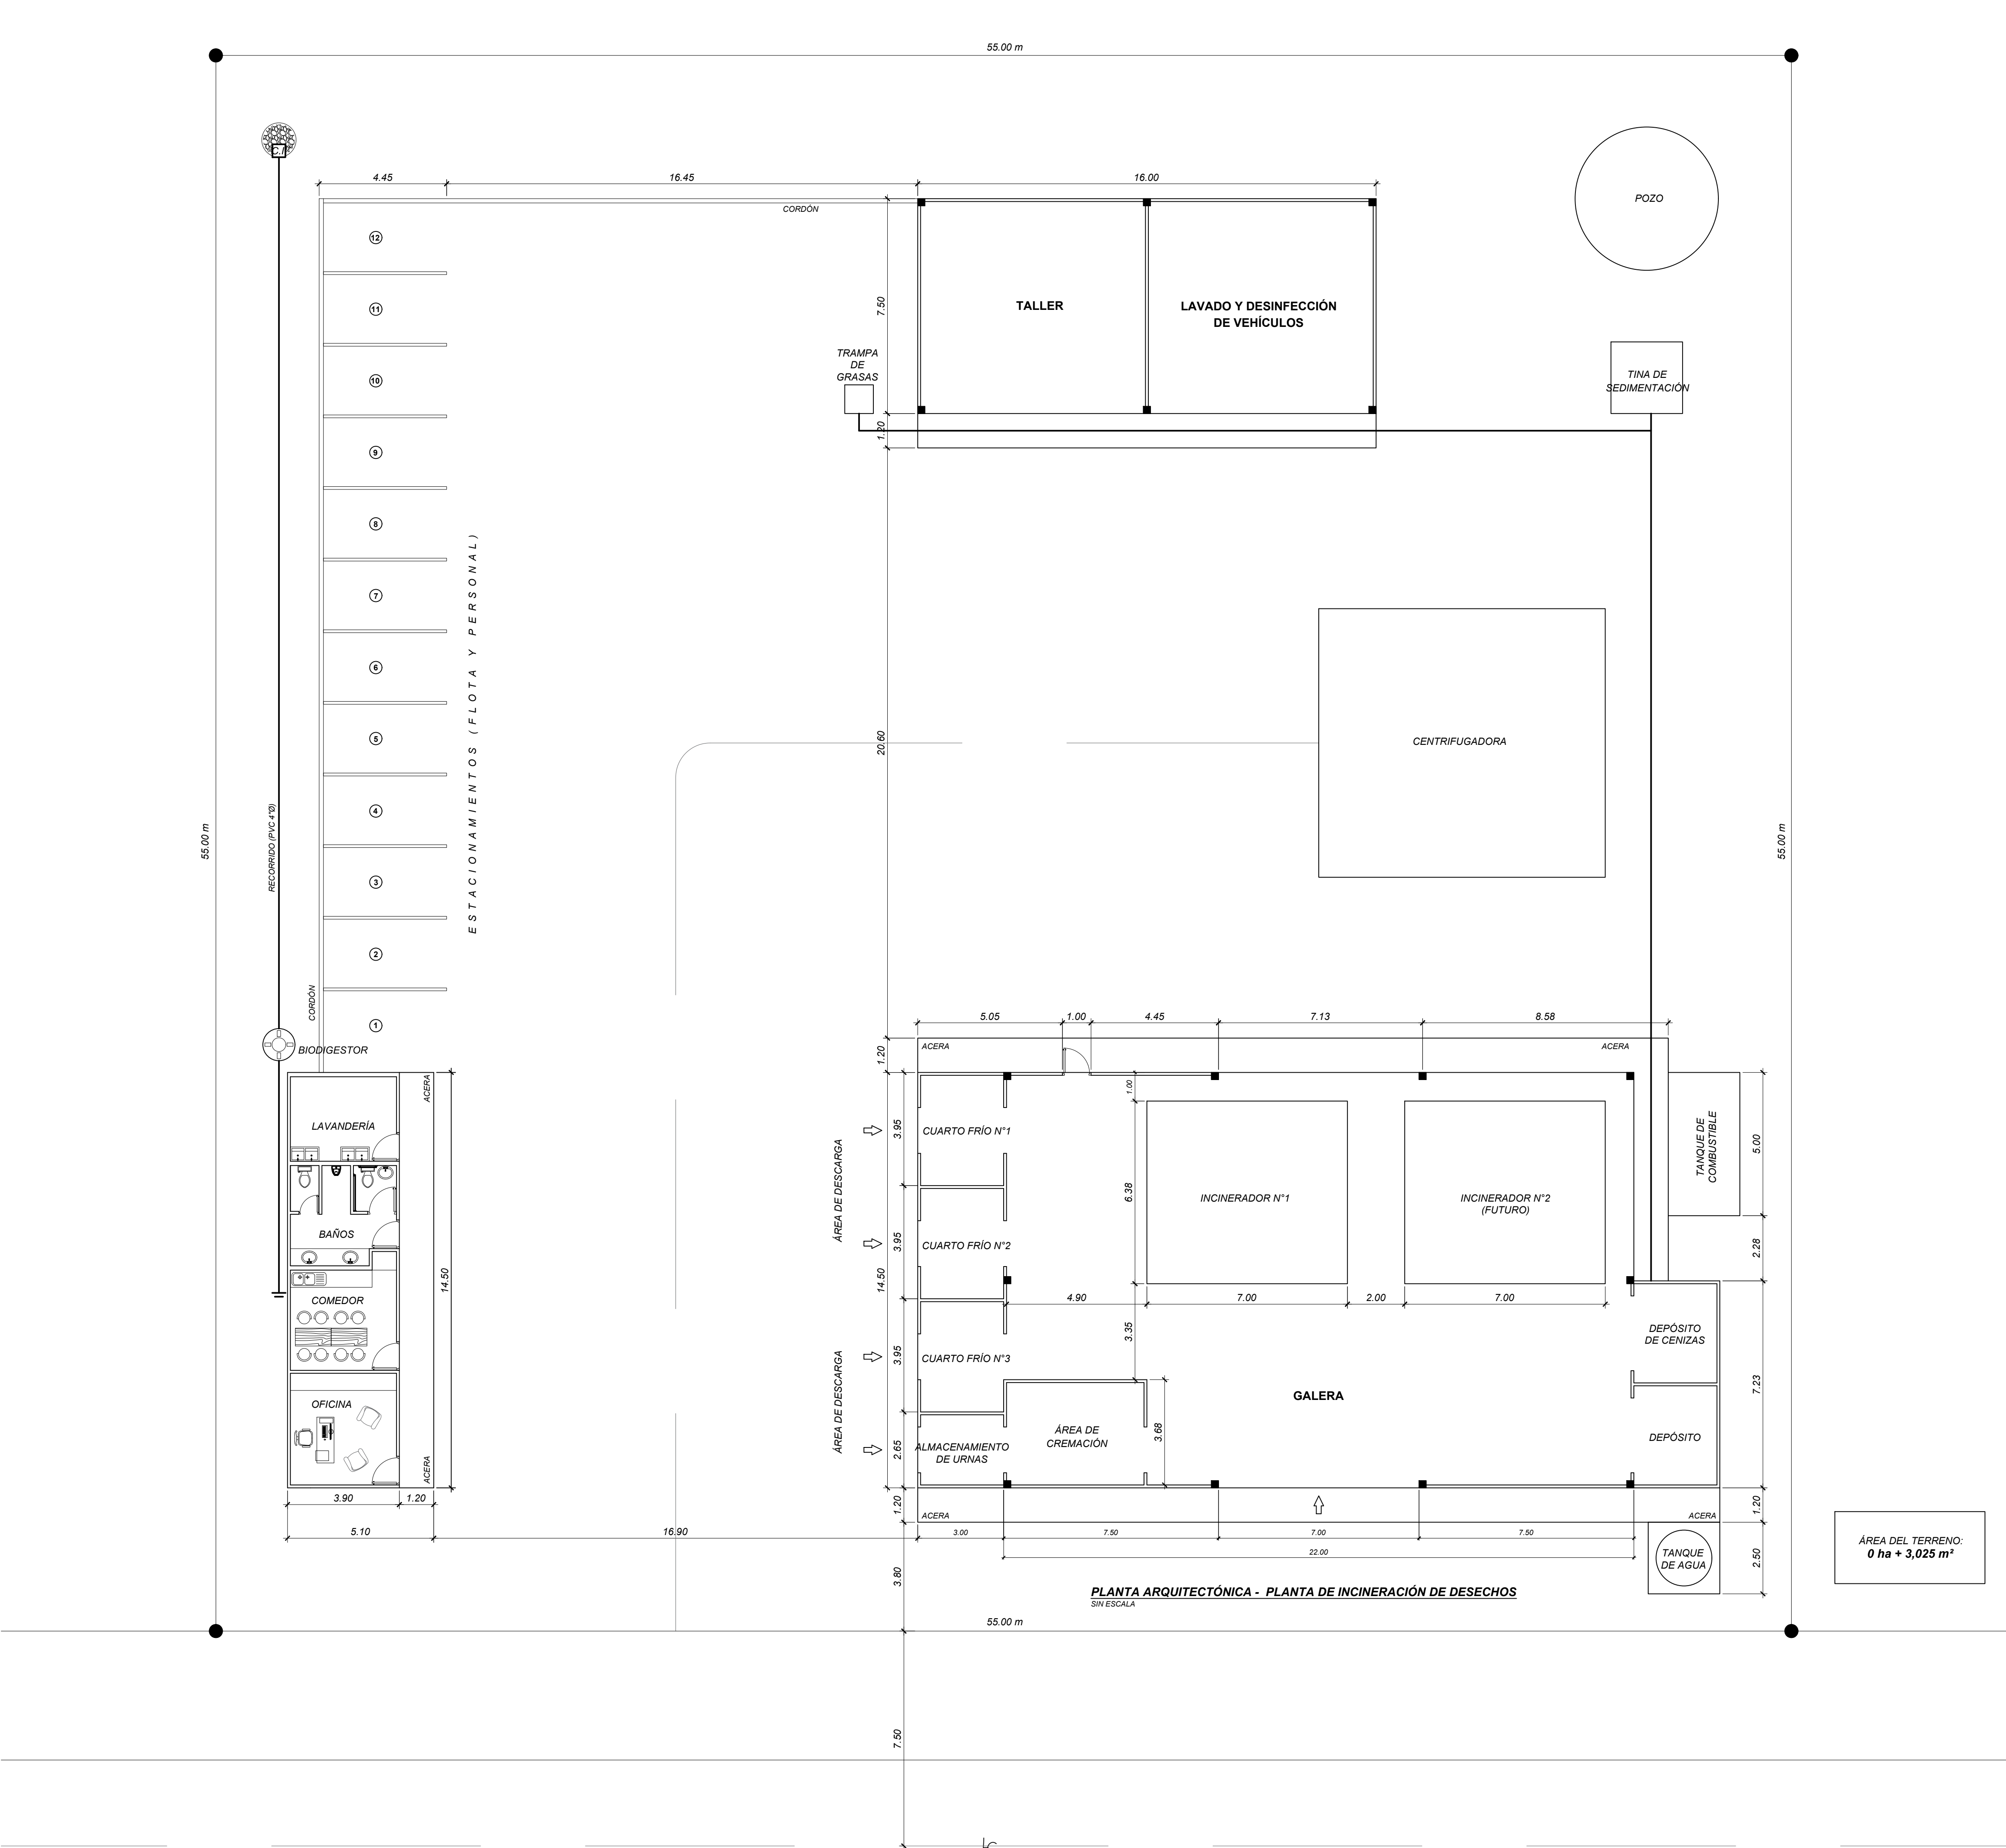 55.00 m
C.I.
4.45
16.45
16.00
CORDÓN
POZO
12
11
10
9
8
7
6
5
4
3
2
1
7.50
TALLER
LAVADO Y DESINFECCIÓN
DE VEHÍCULOS
TRAMPA
DE
GRASAS
TINA DE
SEDIMENTACIÓN
1.20
ESTACIONAMIENTOS (FLOTA Y PERSONAL)
20.60
CENTRIFUGADORA
55.00 m
RECORRIDO (PVC 4"Ø)
55.00 m
CORDÓN
BIODIGESTOR
5.05
1.00
4.45
7.13
8.58
ACERA
ACERA
1.20
1.00
ACERA
LAVANDERÍA
BAÑOS
COMEDOR
OFICINA
14.50
ACERA
3.90
1.20
5.10
16.90
ÁREA DE DESCARGA
ÁREA DE DESCARGA
3.95
3.95
14.50
3.95
2.65
1.20
3.80
CUARTO FRÍO N°1
CUARTO FRÍO N°2
CUARTO FRÍO N°3
ALMACENAMIENTO
DE URNAS
ÁREA DE
CREMACIÓN
6.38
3.35
3.68
INCINERADOR N°1
INCINERADOR N°2
(FUTURO)
4.90
7.00
2.00
7.00
GALERA
TANQUE DE
COMBUSTIBLE
5.00
2.28
DEPÓSITO
DE CENIZAS
7.23
DEPÓSITO
ACERA
ACERA
1.20
3.00
7.50
7.00
7.50
22.00
TANQUE
DE AGUA
2.50
ÁREA DEL TERRENO:
0 ha + 3,025 m²
PLANTA ARQUITECTÓNICA - PLANTA DE INCINERACIÓN DE DESECHOS
SIN ESCALA
55.00 m
7.50